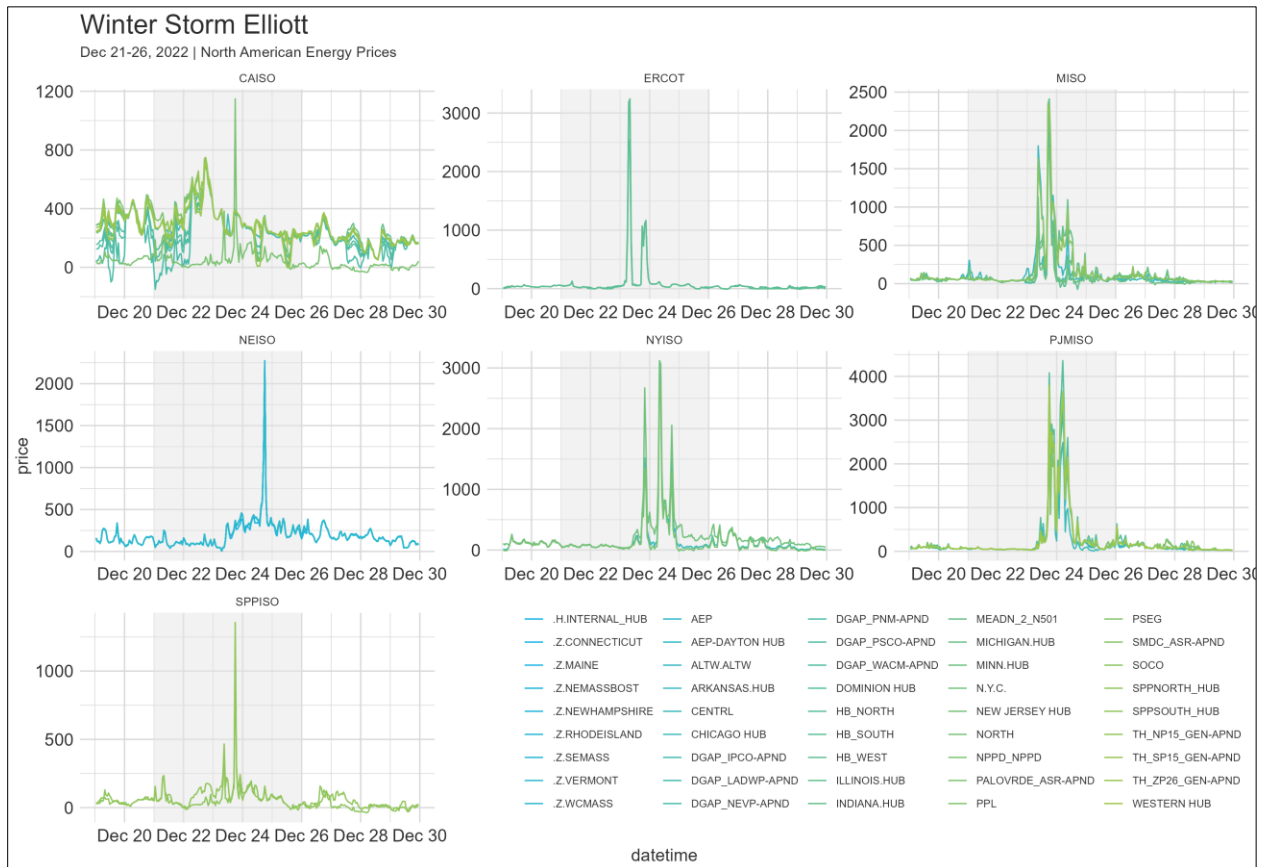 Winter Storm Elliott
Dec 21-26, 2022 | North American Energy Prices
CAISO
1200
800
400
0
Dec 20 Dec 22 Dec 24 Dec 26 Dec 28 Dec 30
ERCOT
3000
2000
1000
0
Dec 20 Dec 22 Dec 24 Dec 26 Dec 28 Dec 30
MISO
2500
2000
1500
1000
500
0
Dec 20 Dec 22 Dec 24 Dec 26 Dec 28 Dec 30
price
NEISO
2000
1500
1000
500
0
Dec 20 Dec 22 Dec 24 Dec 26 Dec 28 Dec 30
NYISO
3000
2000
1000
0
Dec 20 Dec 22 Dec 24 Dec 26 Dec 28 Dec 30
PJMISO
4000
3000
2000
1000
0
Dec 20 Dec 22 Dec 24 Dec 26 Dec 28 Dec 30
SPPISO
1000
500
0
Dec 20 Dec 22 Dec 24 Dec 26 Dec 28 Dec 30
.H.INTERNAL_HUB
.Z.CONNECTICUT
.Z.MAINE
.Z.NEMASSBOST
.Z.NEWHAMPSHIRE
.Z.RHODEISLAND
.Z.SEMASS
.Z.VERMONT
.Z.WCMASS
AEP
AEP-DAYTON HUB
ALTW.ALTW
ARKANSAS.HUB
CENTRL
CHICAGO HUB
DGAP_IPCO-APND
DGAP_LADWP-APND
DGAP_NEVP-APND
DGAP_PNM-APND
DGAP_PSCO-APND
DGAP_WACM-APND
DOMINION HUB
HB_NORTH
HB_SOUTH
HB_WEST
ILLINOIS.HUB
INDIANA.HUB
MEADN_2_N501
MICHIGAN.HUB
MINN.HUB
N.Y.C.
NEW JERSEY HUB
NORTH
NPPD_NPPD
PALOVRDE_ASR-APND
PPL
PSEG
SMDC_ASR-APND
SOCO
SPPNORTH_HUB
SPPSOUTH_HUB
TH_NP15_GEN-APND
TH_SP15_GEN-APND
TH_ZP26_GEN-APND
WESTERN HUB
datetime